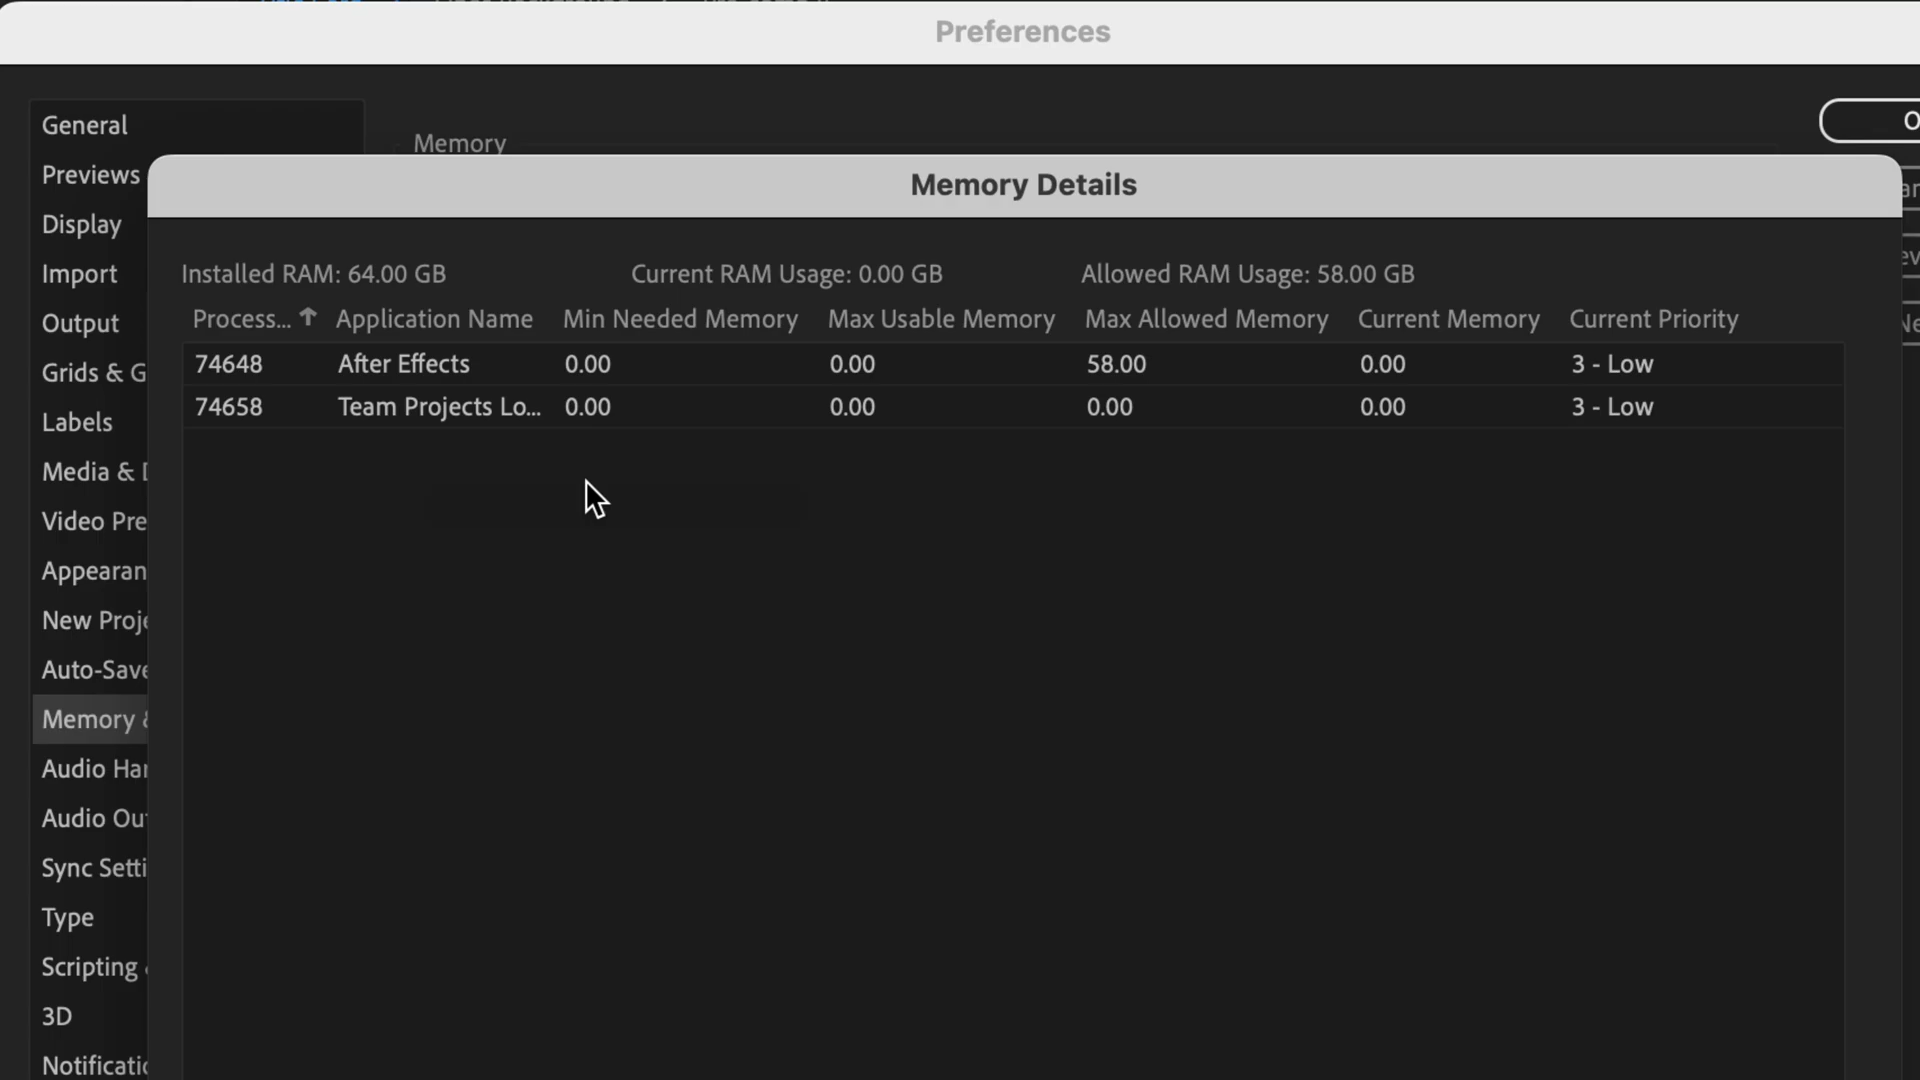 Preferences
General
Memory
Previews
Display
Import
Output
Grids & G
Labels
Media &
Video Pre
Appearan
New Proje
Auto-Save
Memory &
Audio Har
Audio Out
Sync Setti
Type
Scripting
3D
Notificatio
Memory Details
Installed RAM: 64.00 GB Current RAM Usage: 0.00 GB Allowed RAM Usage: 58.00 GB
Process... ↑ Application Name Min Needed Memory Max Usable Memory Max Allowed Memory Current Memory Current Priority
74648 After Effects 0.00 0.00 58.00 0.00 3 - Low
74658 Team Projects Lo... 0.00 0.00 0.00 0.00 3 - Low